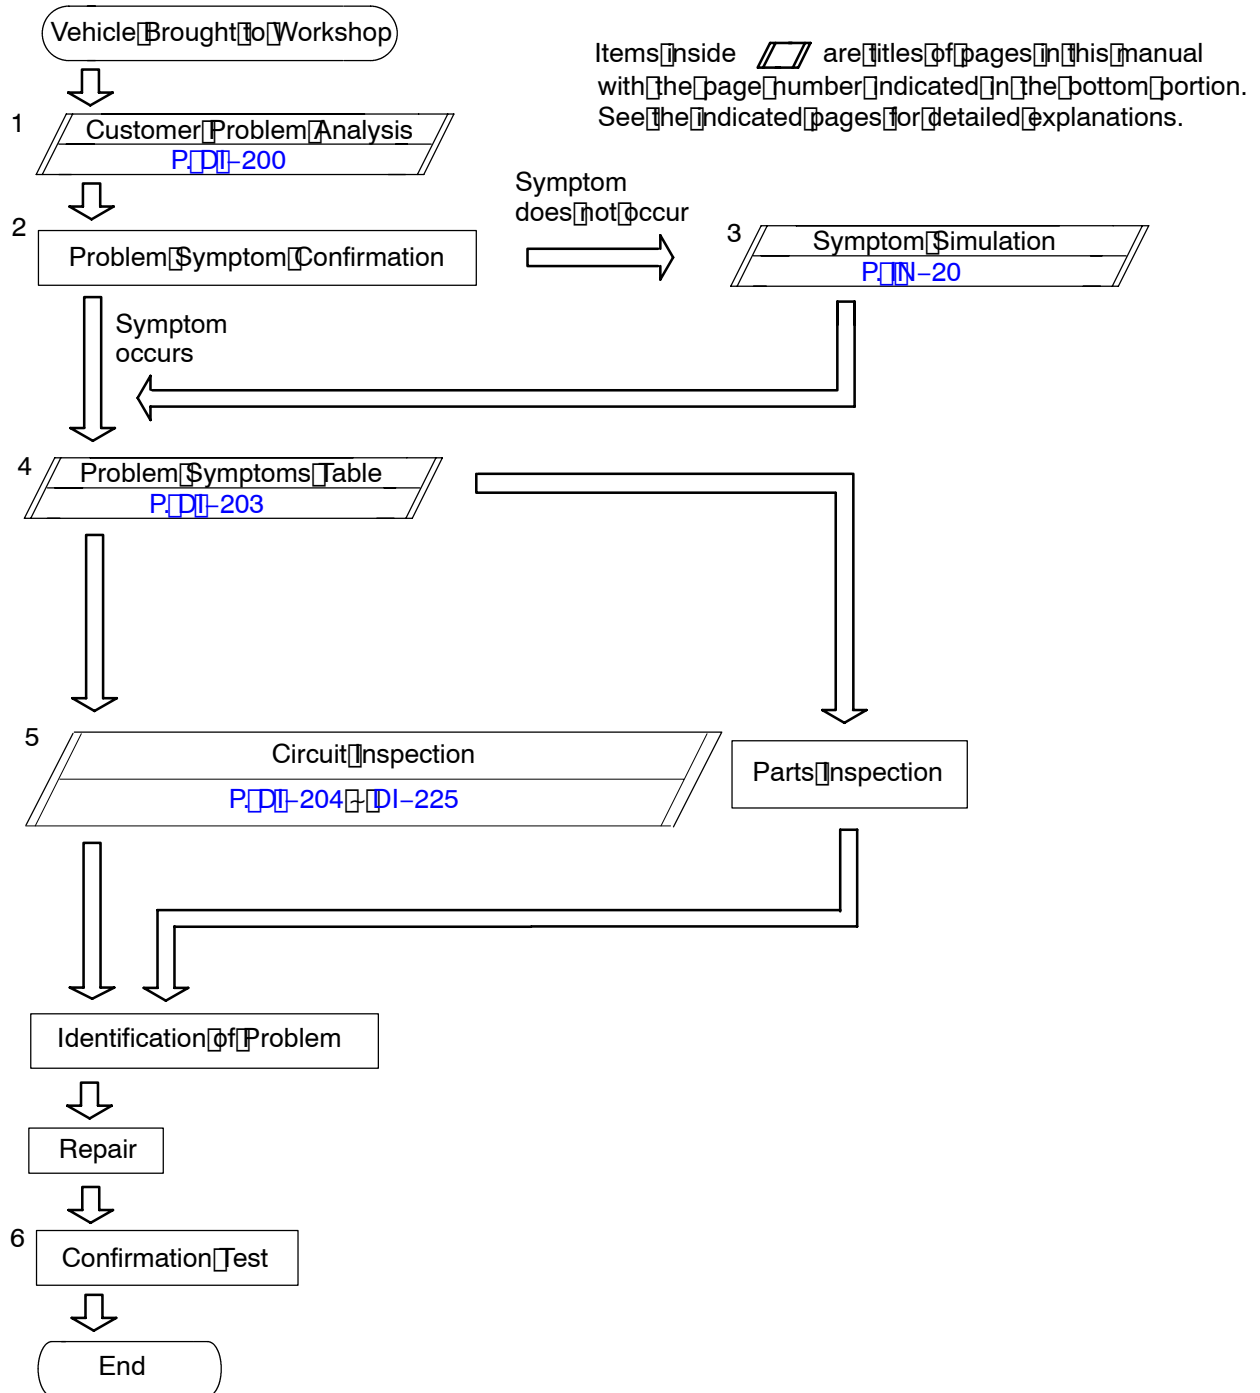 Vehicle Brought to Workshop
Items inside are titles of pages in this manual
with the page number indicated in the bottom portion.
See the indicated pages for detailed explanations.
1
Customer Problem Analysis
P. DI–200
2
Problem Symptom Confirmation
Symptom
does not occur
3
Symptom Simulation
P. IN–20
Symptom
occurs
4
Problem Symptoms Table
P. DI–203
5
Circuit Inspection
P. DI–204 ~ DI–225
Parts Inspection
Identification of Problem
Repair
6
Confirmation Test
End